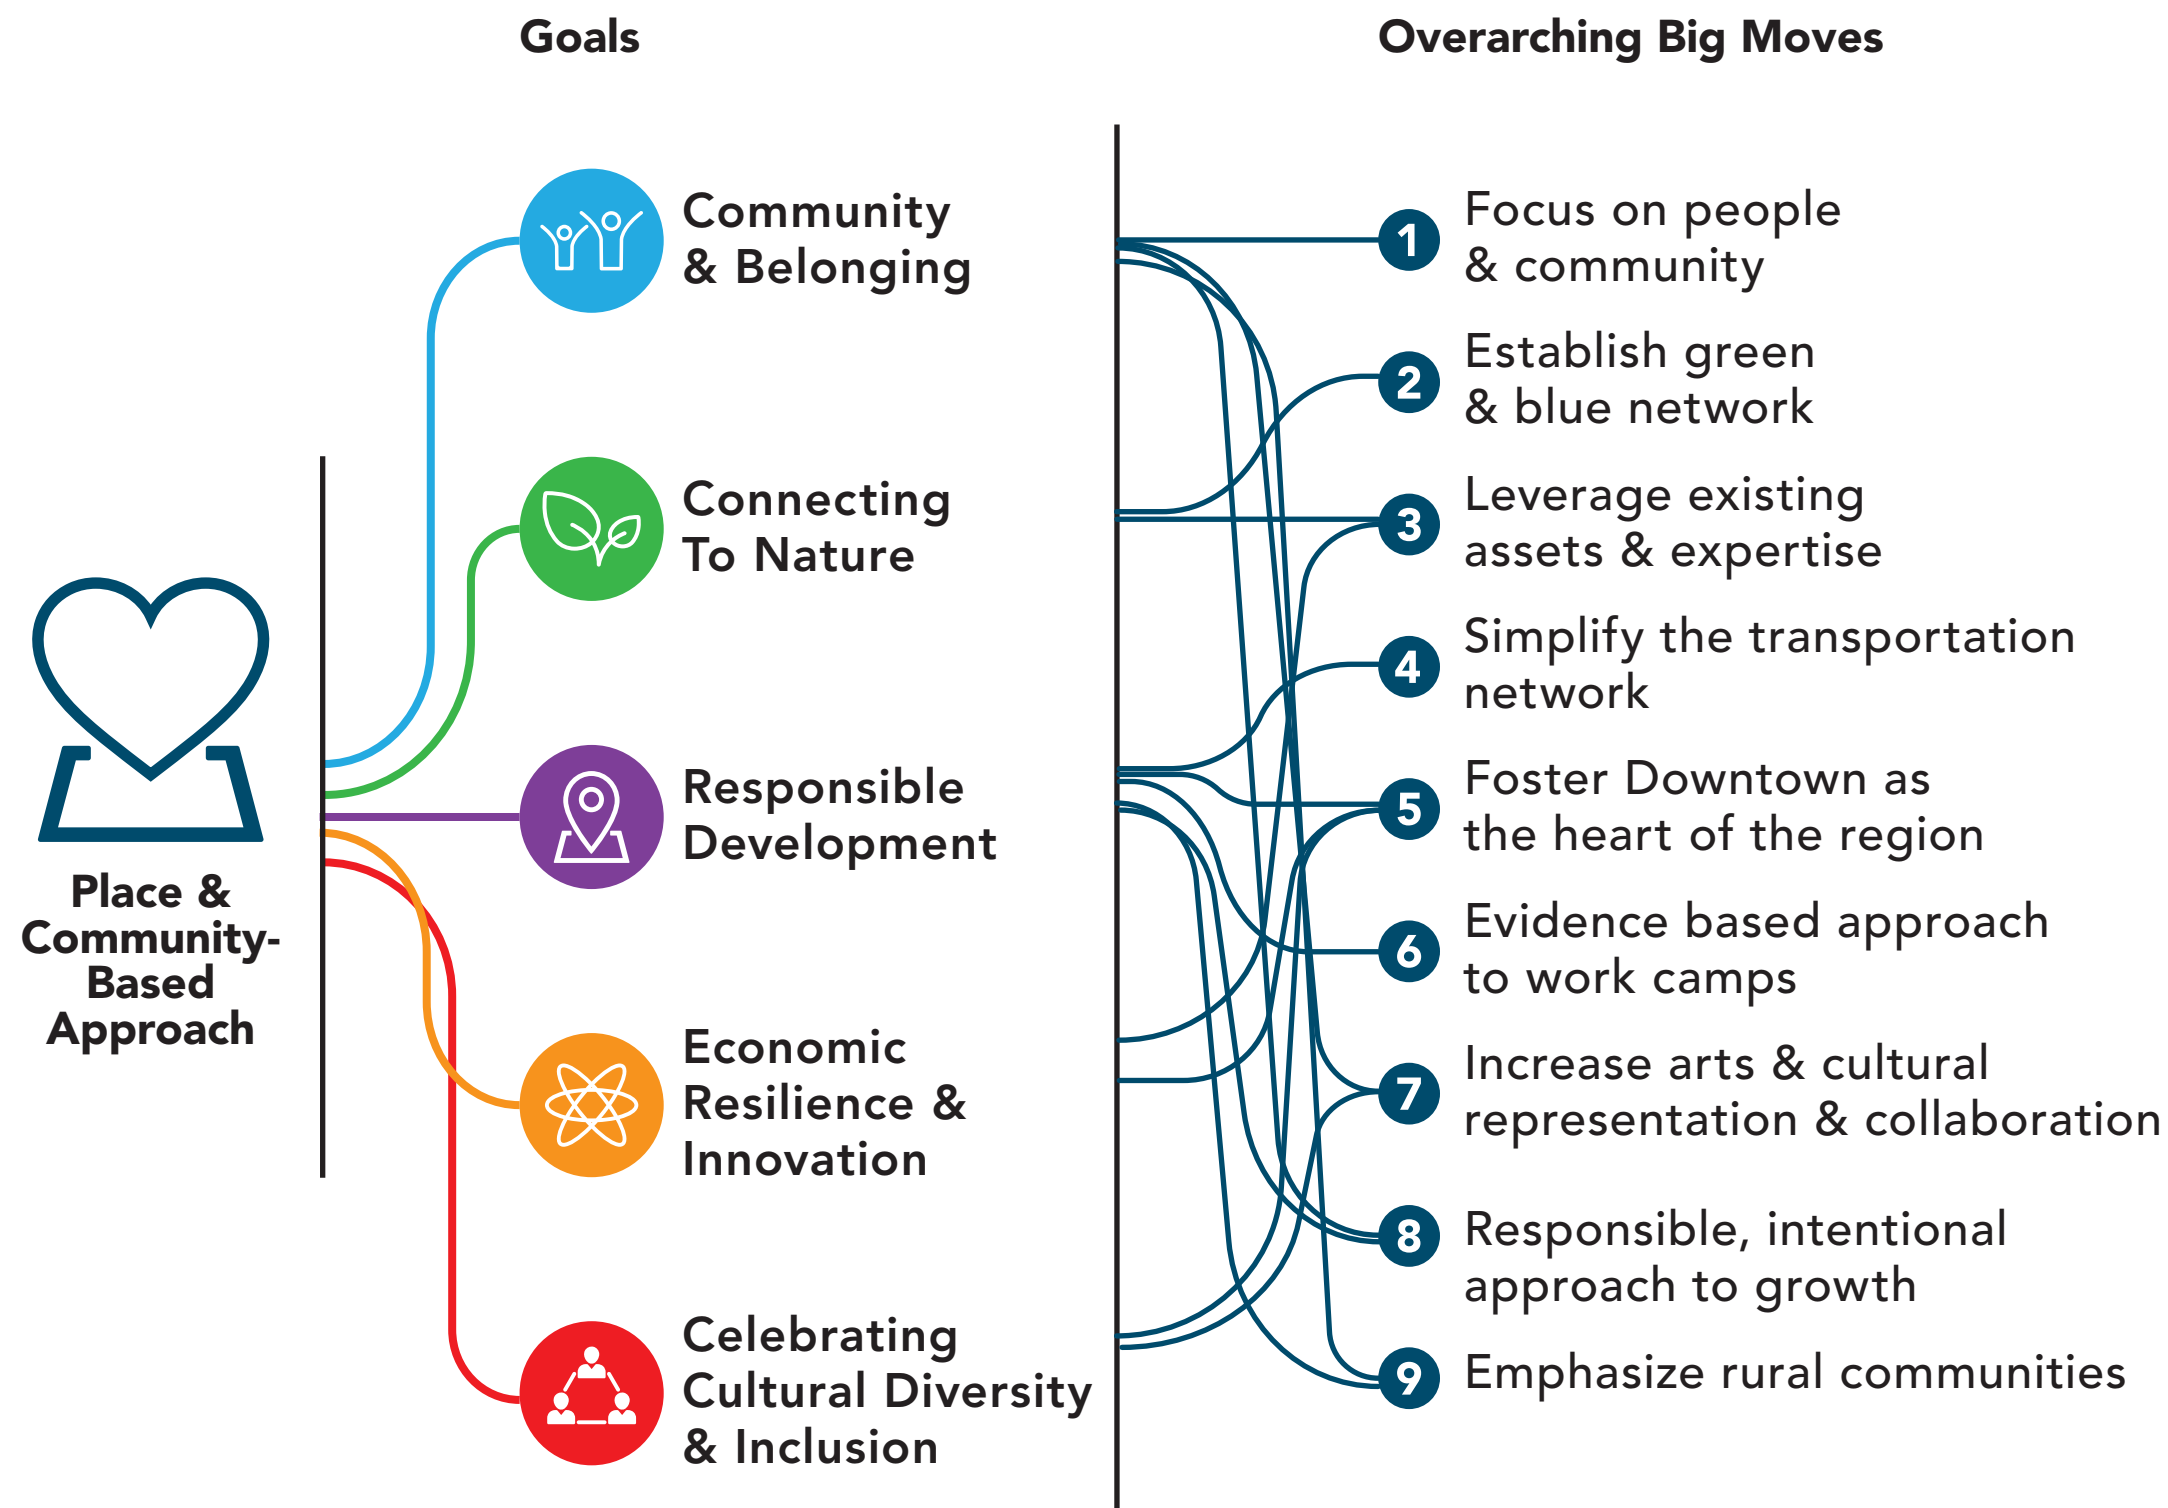 Goals
Overarching Big Moves
Place &
Community-
Based
Approach
Community
& Belonging
Connecting
To Nature
Responsible
Development
Economic
Resilience &
Innovation
Celebrating
Cultural Diversity
& Inclusion
1
Focus on people
& community
2
Establish green
& blue network
3
Leverage existing
assets & expertise
4
Simplify the transportation
network
5
Foster Downtown as
the heart of the region
6
Evidence based approach
to work camps
7
Increase arts & cultural
representation & collaboration
8
Responsible, intentional
approach to growth
9
Emphasize rural communities